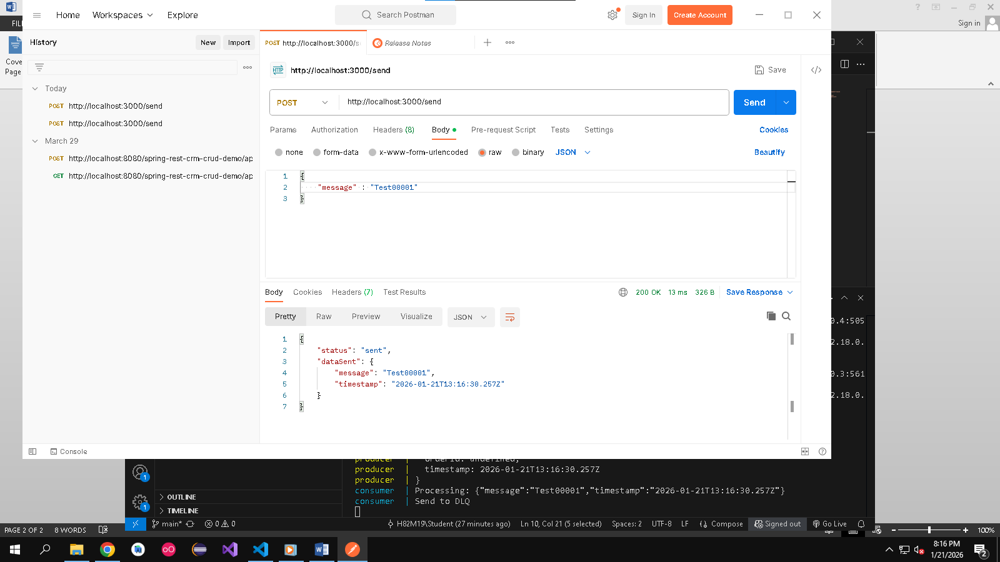 FILI
Cove
Page
Home
Workspaces
Explore
Search Postman
Sign In
Create Account
Sign in
History
New
Import
POST http://localhost:3000/s
Release Notes
HTTP http://localhost:3000/send
Save
</>
Today
POST http://localhost:3000/send
POST http://localhost:3000/send
March 29
POST http://localhost:8080/spring-rest-crm-crud-demo/ap
GET http://localhost:8080/spring-rest-crm-crud-demo/ap
POST
http://localhost:3000/send
Send
Params
Authorization
Headers (8)
Body
Pre-request Script
Tests
Settings
Cookies
none
form-data
x-www-form-urlencoded
raw
binary
JSON
Beautify
1 {
2 "message" : "Test00001"
3 }
Body
Cookies
Headers (7)
Test Results
200 OK
13 ms
326 B
Save Response
Pretty
Raw
Preview
Visualize
JSON
1 {
2 "status": "sent",
3 "dataSent": {
4 "message": "Test00001",
5 "timestamp": "2026-01-21T13:16:30.257Z"
6 }
7 }
0.4:505
2.18.0.
0.3:561
2.18.0.
Console
producer | orderId: undefined,
producer | timestamp: 2026-01-21T13:16:30.257Z
producer | }
consumer | Processing: {"message":"Test00001","timestamp":"2026-01-21T13:16:30.257Z"}
consumer | Send to DLQ
1
1
OUTLINE
TIMELINE
main*
0 0
H82M19\Student (27 minutes ago)
Ln 10, Col 21 (5 selected)
Spaces: 2
UTF-8
LF
Compose
Signed out
Go Live
PAGE 2 OF 2
8 WORDS
100%
8:16 PM
1/21/2026
2